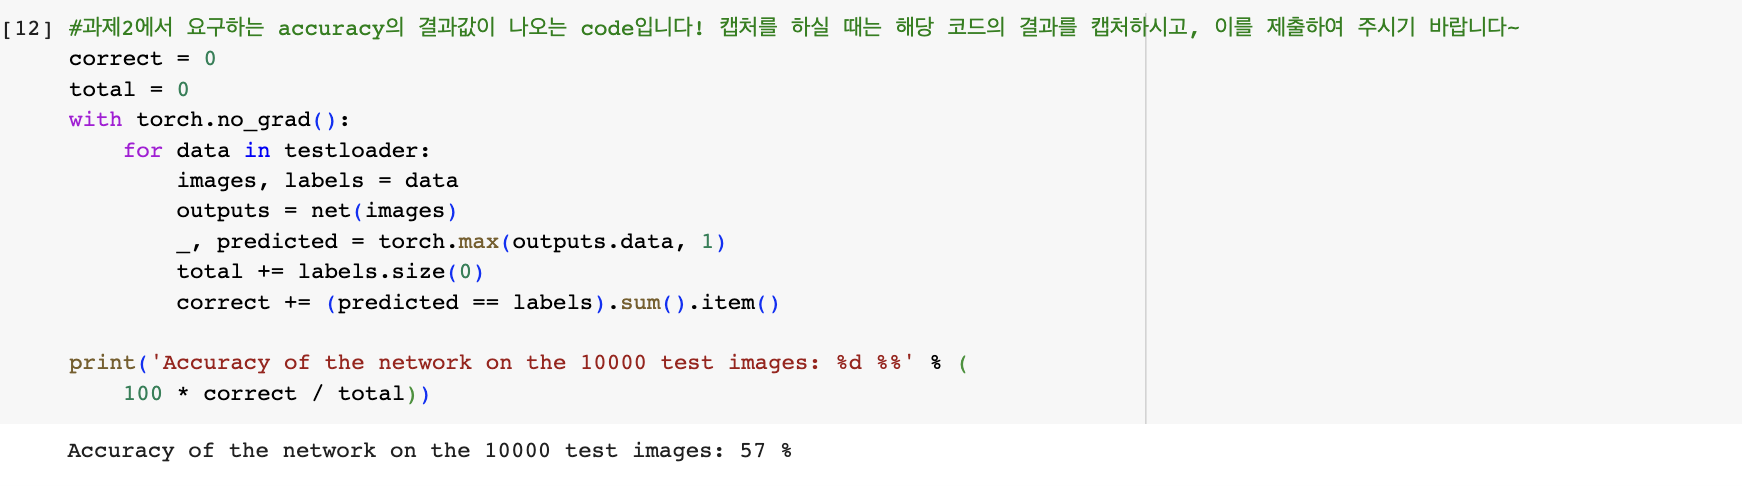 [12] #과제2에서 요구하는 accuracy의 결과값이 나오는 code입니다! 캡처를 하실 때는 해당 코드의 결과를 캡처하시고, 이를 제출하여 주시기 바랍니다~
correct = 0
total = 0
with torch.no_grad():
    for data in testloader:
        images, labels = data
        outputs = net(images)
        _, predicted = torch.max(outputs.data, 1)
        total += labels.size(0)
        correct += (predicted == labels).sum().item()

print('Accuracy of the network on the 10000 test images: %d %%' % (
    100 * correct / total))
Accuracy of the network on the 10000 test images: 57 %